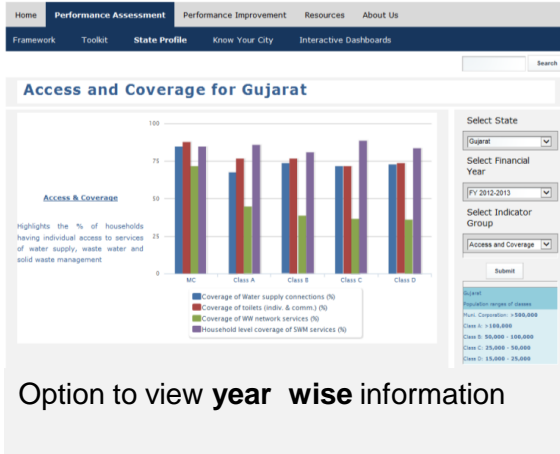 Home Performance Assessment Performance Improvement Resources About Us
Framework Toolkit State Profile Know Your City Interactive Dashboards
Search
Access and Coverage for Gujarat
Access & Coverage
Highlights the % of households
having individual access to services
of water supply, waste water and
solid waste management
100
75
50
25
0
MC Class A Class B Class C Class D
Coverage of Water supply connections (%)
Coverage of toilets (indiv. & comm.) (%)
Coverage of WW network services (%)
Household level coverage of SWM services (%)
Select State
Gujarat
Select Financial
Year
FY 2012-2013
Select Indicator
Group
Access and Coverage
Submit
Gujarat
Population ranges of classes
Muni. Corporation: >500,000
Class A: >100,000
Class B: 50,000 - 100,000
Class C: 25,000 - 50,000
Class D: 15,000 - 25,000
Option to view year wise information